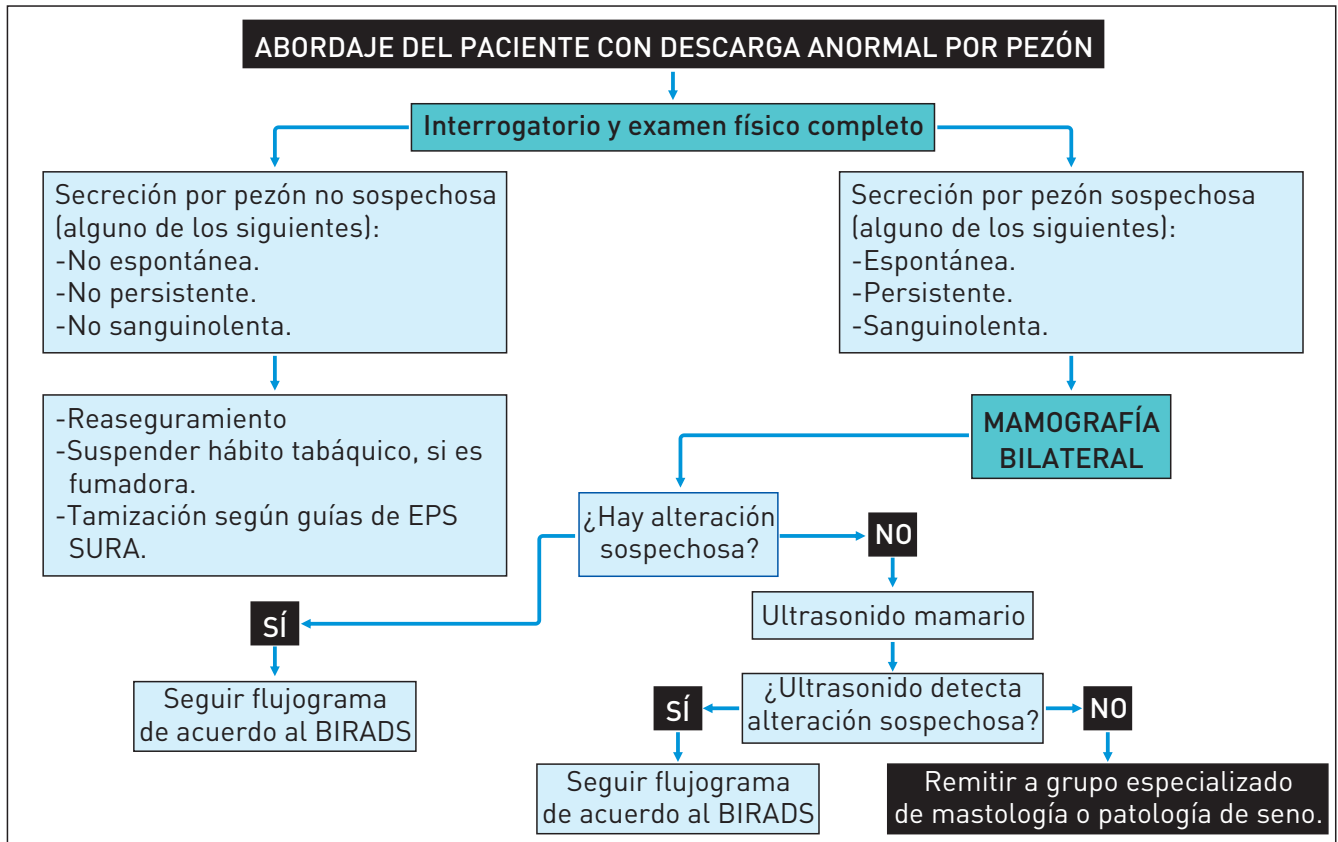 ABORDAJE DEL PACIENTE CON DESCARGA ANORMAL POR PEZÓN
Interrogatorio y examen físico completo
Secreción por pezón no sospechosa
(alguno de los siguientes):
-No espontánea.
-No persistente.
-No sanguinolenta.
Secreción por pezón sospechosa
(alguno de los siguientes):
-Espontánea.
-Persistente.
-Sanguinolenta.
-Reaseguramiento
-Suspender hábito tabáquico, si es
fumadora.
-Tamización según guías de EPS
SURA.
MAMOGRAFÍA
BILATERAL
¿Hay alteración
sospechosa?
NO
SÍ
Ultrasonido mamario
Seguir flujograma
de acuerdo al BIRADS
¿Ultrasonido detecta
alteración sospechosa?
SÍ
NO
Seguir flujograma
de acuerdo al BIRADS
Remitir a grupo especializado
de mastología o patología de seno.